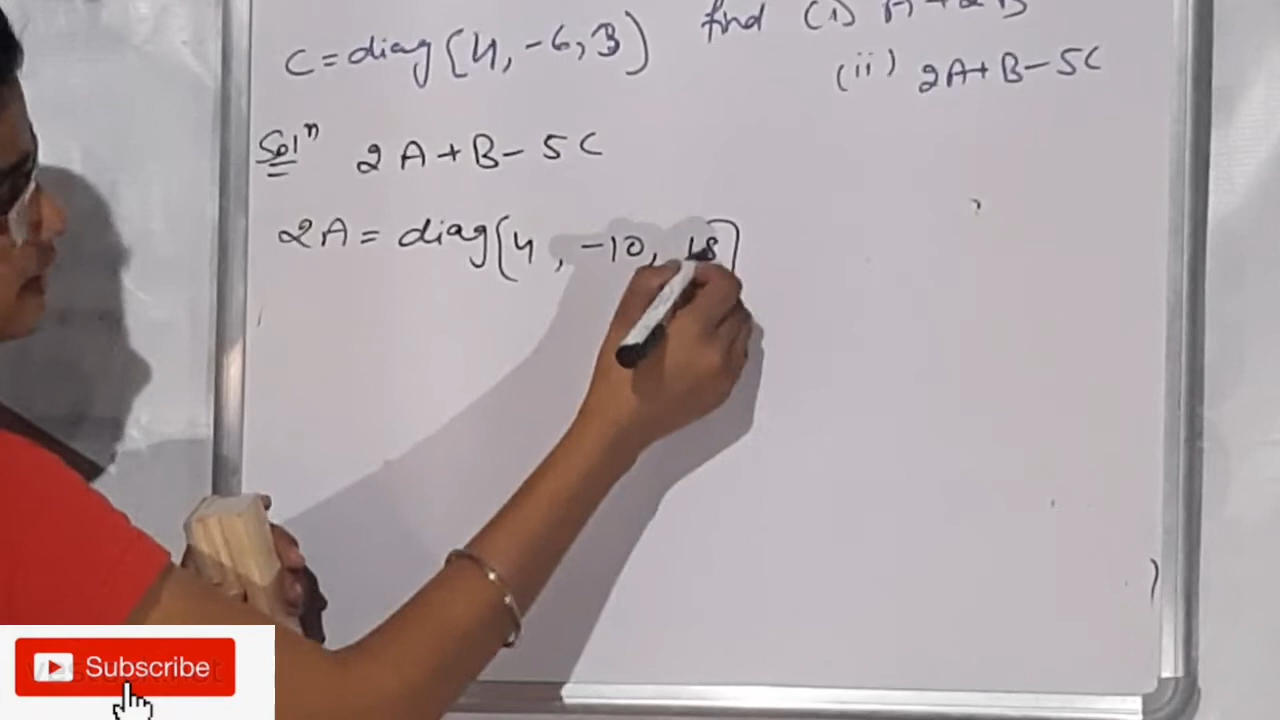 C = diag [4, -6, 3] find (i) A + 2B
(ii) 2A + B - 5C
Solⁿ 2A + B - 5C
2A = diag [4, -10, 18]
Subscribe